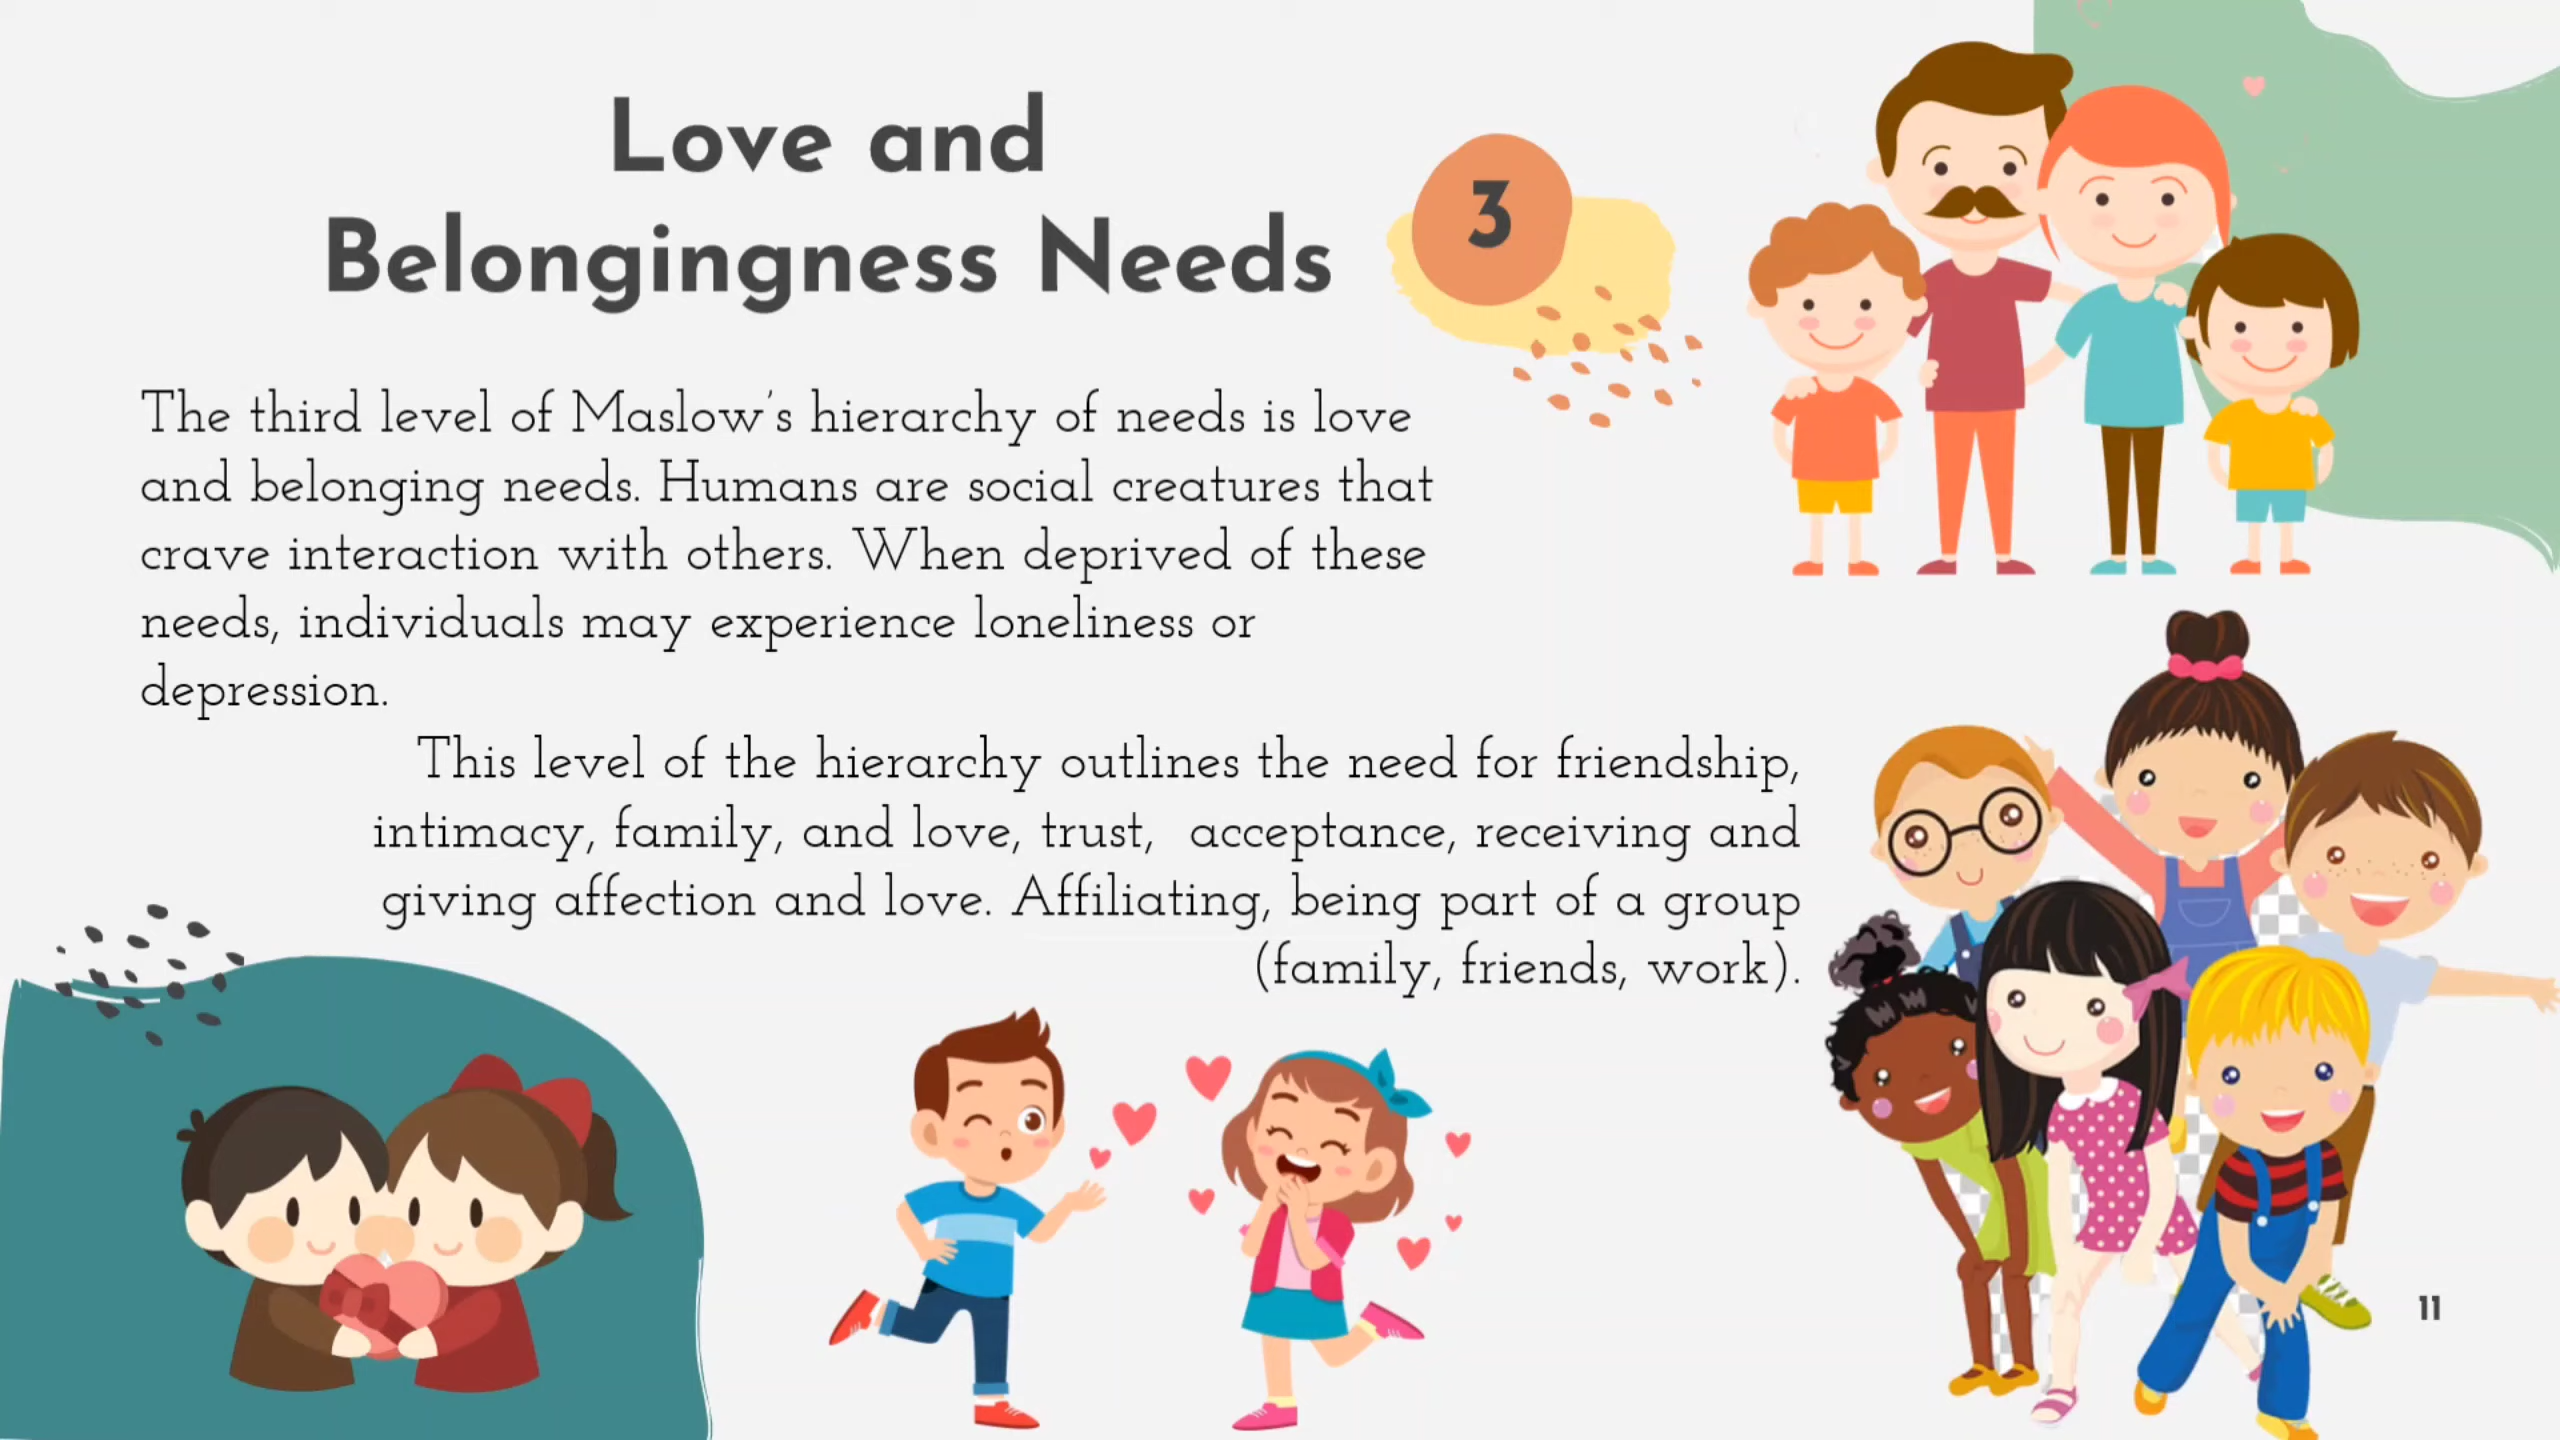 Love and
Belongingness Needs
3
The third level of Maslow's hierarchy of needs is love
and belonging needs. Humans are social creatures that
crave interaction with others. When deprived of these
needs, individuals may experience loneliness or
depression.
This level of the hierarchy outlines the need for friendship,
intimacy, family, and love, trust,  acceptance, receiving and
giving affection and love. Affiliating, being part of a group
(family, friends, work).
11